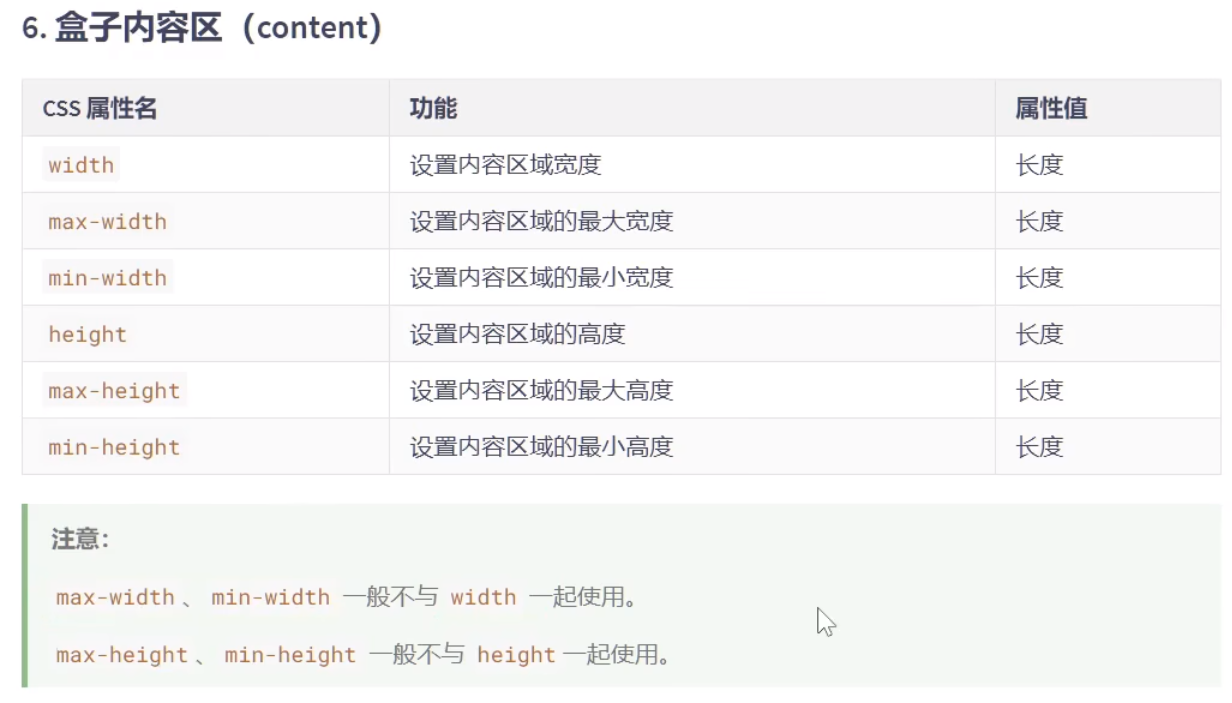 6. 盒子内容区（content）
CSS 属性名 功能 属性值
width 设置内容区域宽度 长度
max-width 设置内容区域的最大宽度 长度
min-width 设置内容区域的最小宽度 长度
height 设置内容区域的高度 长度
max-height 设置内容区域的最大高度 长度
min-height 设置内容区域的最小高度 长度
注意：
max-width 、 min-width 一般不与 width 一起使用。
max-height 、 min-height 一般不与 height 一起使用。